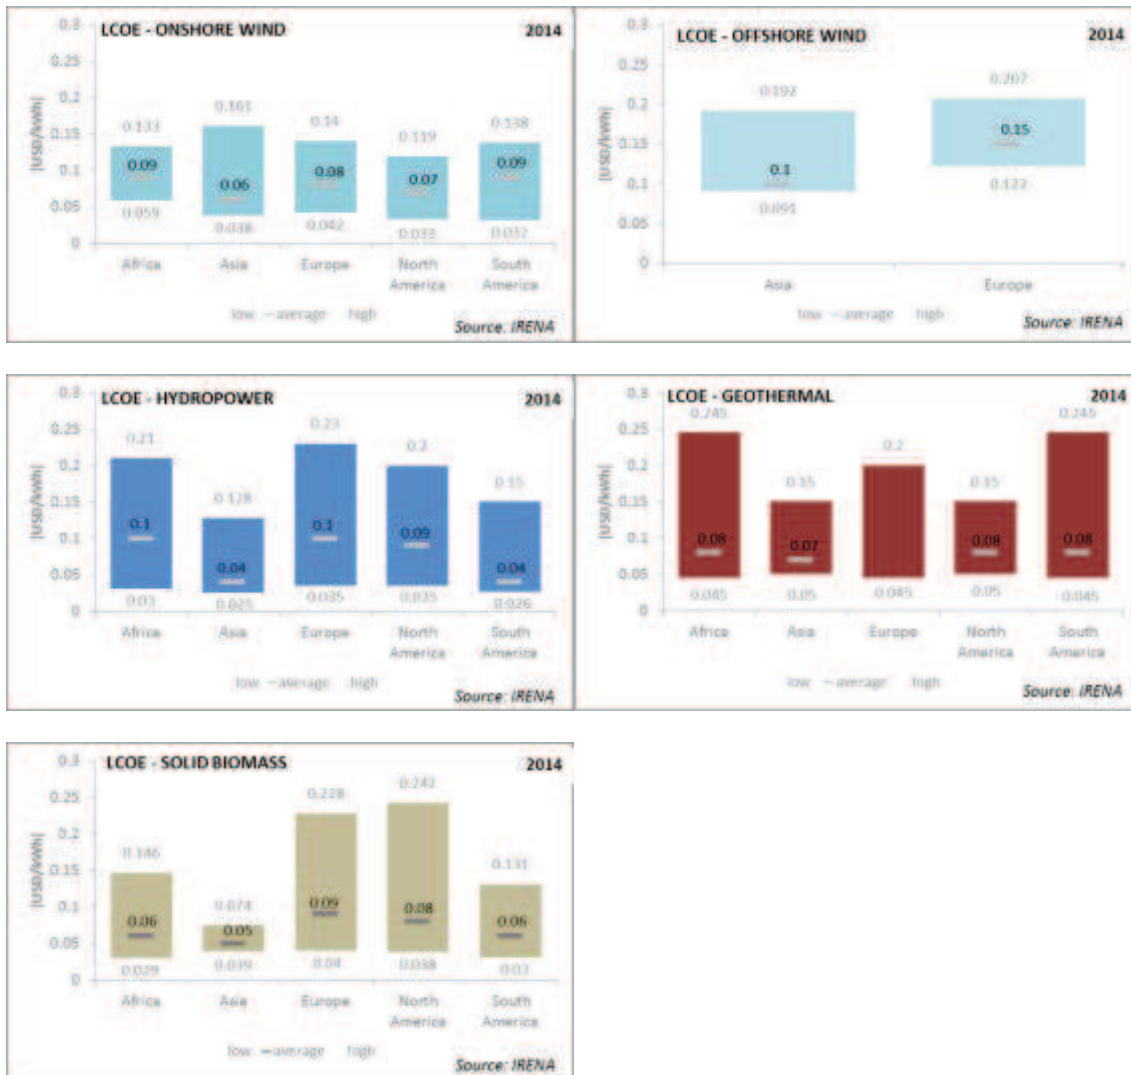 LCOE - ONSHORE WIND 2014
0.3
0.25
0.2
0.15
0.1
0.05
0
|USD/kWh|
0.133 0.161 0.14 0.119 0.138
0.09 0.06 0.08 0.07 0.09
0.059 0.038 0.042 0.033 0.032
Africa Asia Europe North America South America
low average high
Source: IRENA
LCOE - OFFSHORE WIND 2014
0.3
0.25
0.2
0.15
0.1
0.05
0
|USD/kWh|
0.192 0.207
0.1 0.15
0.091 0.122
Asia Europe
low average high
Source: IRENA
LCOE - HYDROPOWER 2014
0.3
0.25
0.2
0.15
0.1
0.05
0
|USD/kWh|
0.21 0.128 0.23 0.2 0.15
0.1 0.04 0.1 0.09 0.04
0.03 0.025 0.035 0.026
Africa Asia Europe North America South America
low average high
Source: IRENA
LCOE - GEOTHERMAL 2014
0.3
0.25
0.2
0.15
0.1
0.05
0
|USD/kWh|
0.245 0.15 0.2 0.15 0.245
0.08 0.07 0.08 0.08
0.045 0.05 0.045 0.05 0.045
Africa Asia Europe North America South America
low average high
Source: IRENA
LCOE - SOLID BIOMASS 2014
0.3
0.25
0.2
0.15
0.1
0.05
0
|USD/kWh|
0.146 0.074 0.228 0.242 0.131
0.06 0.05 0.09 0.08 0.06
0.029 0.039 0.04 0.038 0.03
Africa Asia Europe North America South America
low average high
Source: IRENA